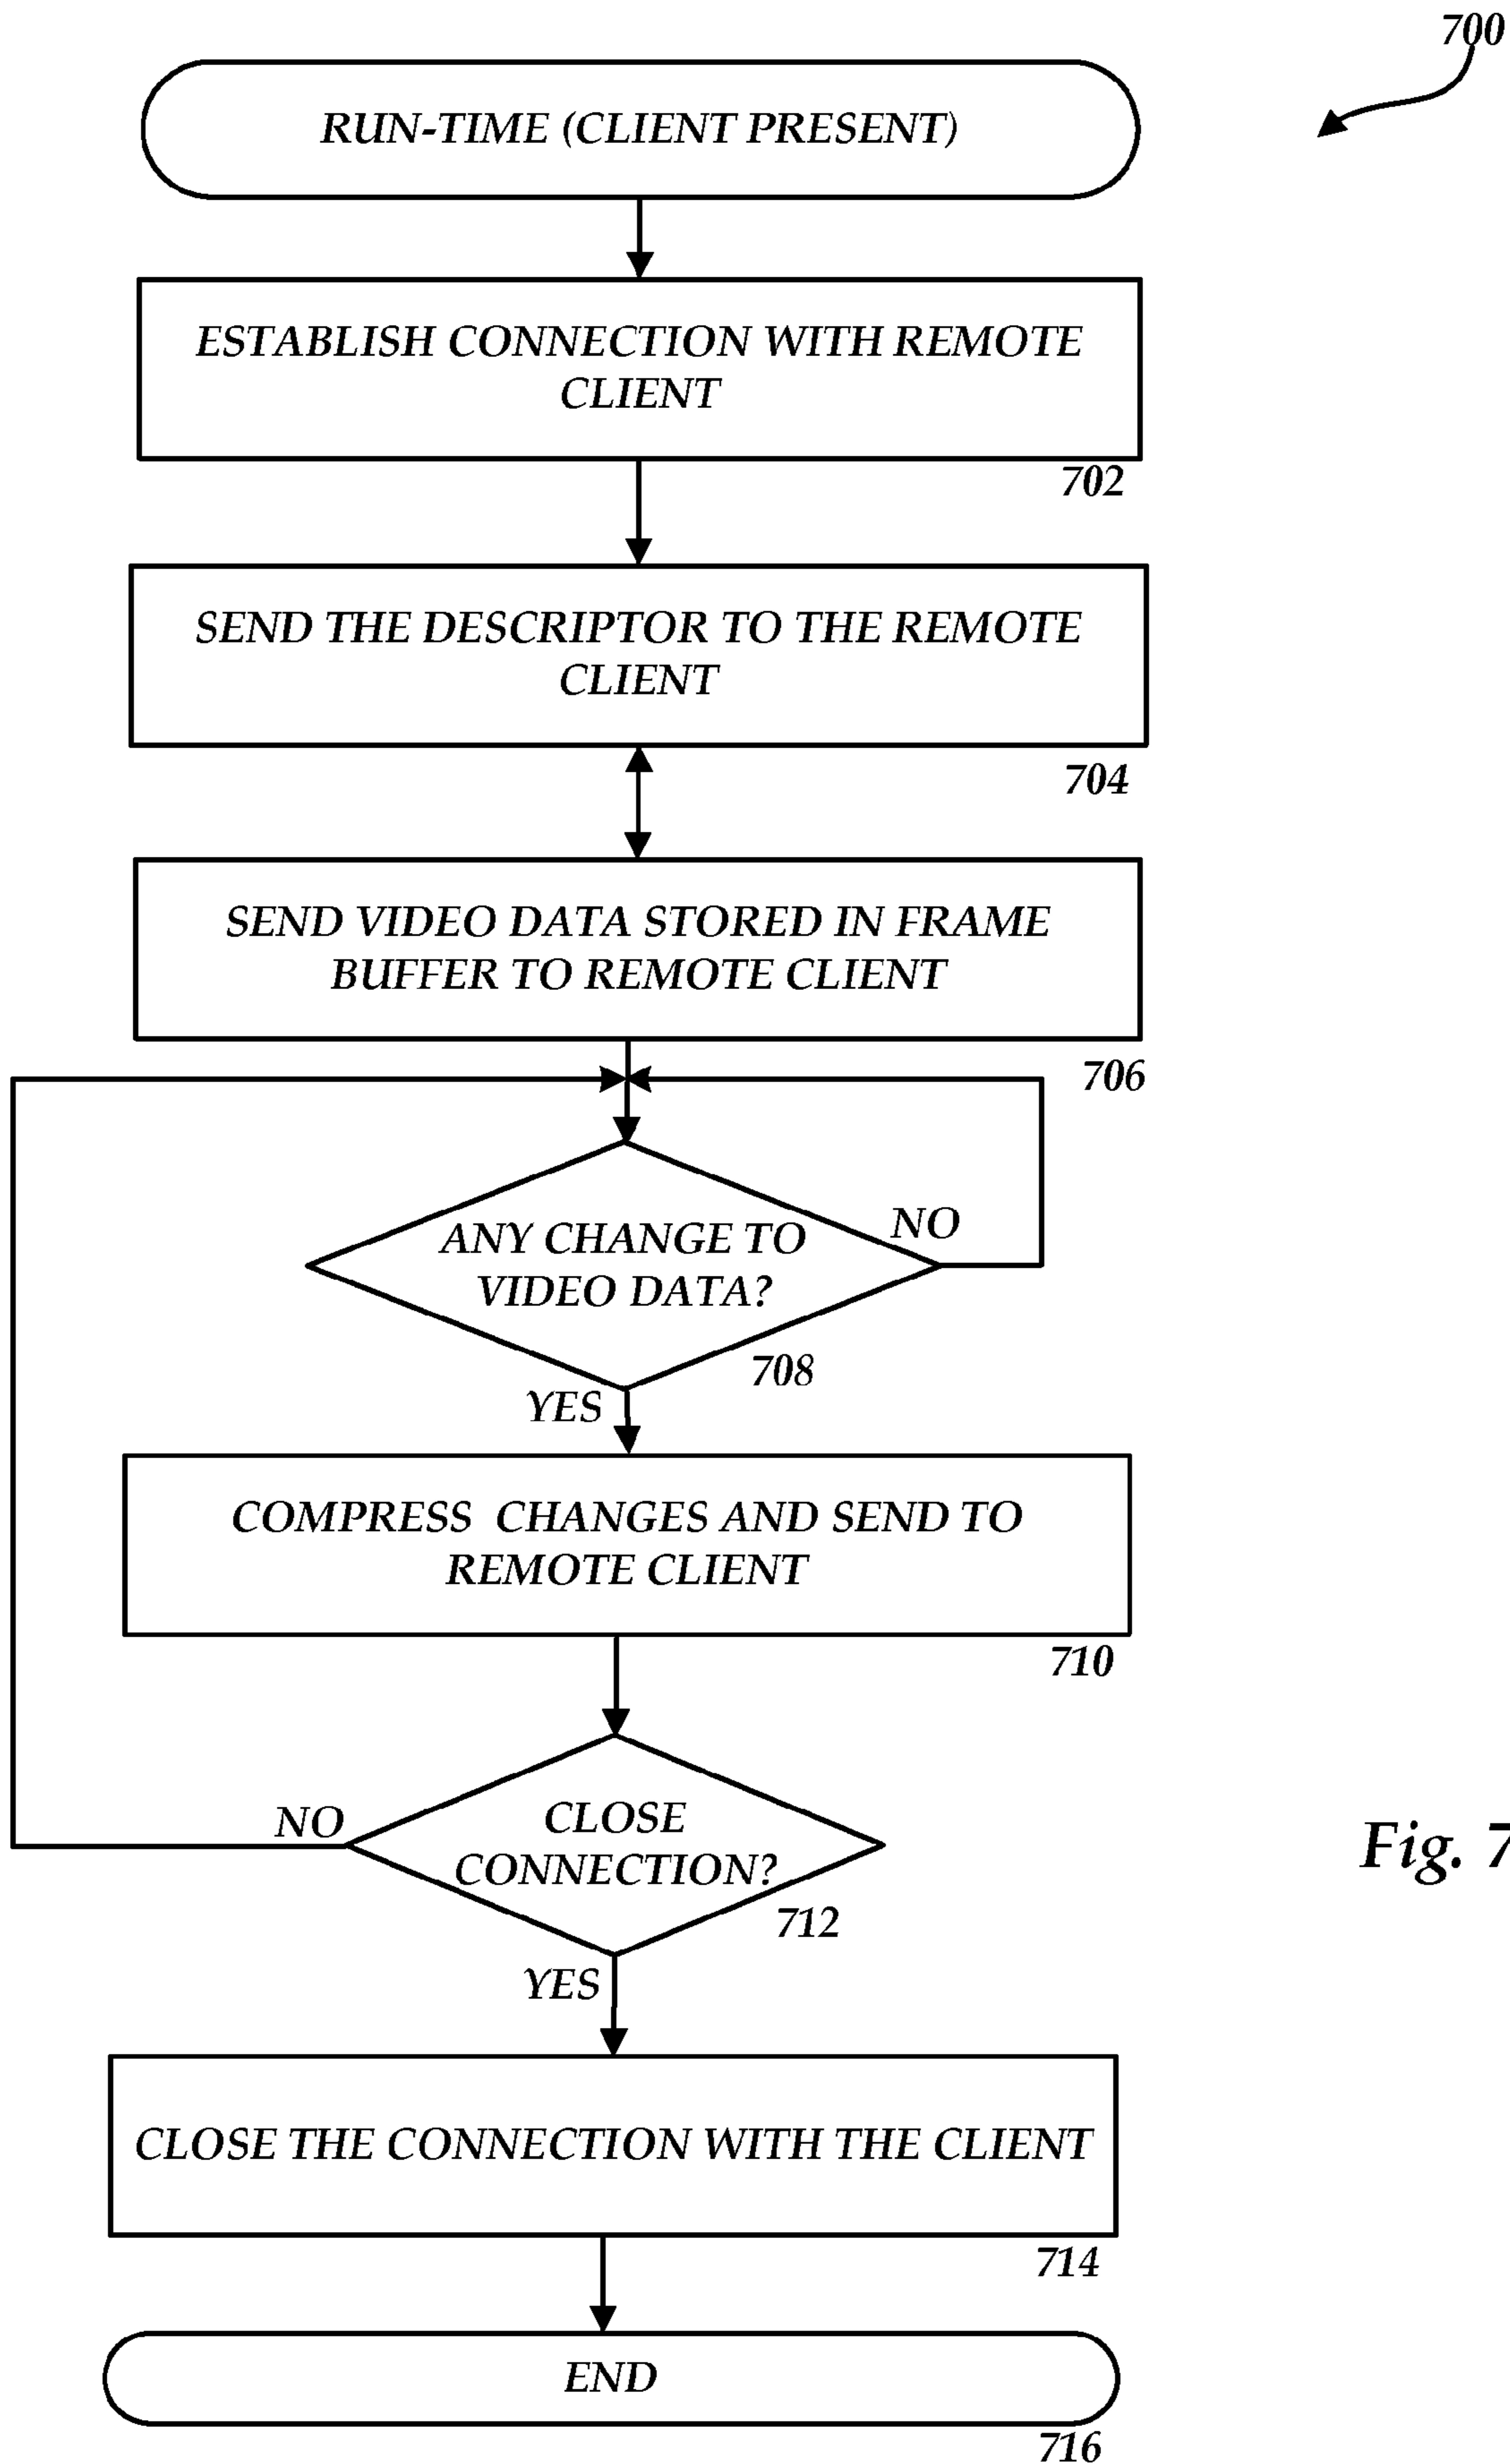 700
RUN-TIME (CLIENT PRESENT)
ESTABLISH CONNECTION WITH REMOTE
CLIENT
702
SEND THE DESCRIPTOR TO THE REMOTE
CLIENT
704
SEND VIDEO DATA STORED IN FRAME
BUFFER TO REMOTE CLIENT
706
ANY CHANGE TO
VIDEO DATA?
NO
708
YES
COMPRESS CHANGES AND SEND TO
REMOTE CLIENT
710
CLOSE
CONNECTION?
NO
712
YES
Fig. 7
CLOSE THE CONNECTION WITH THE CLIENT
714
END
716